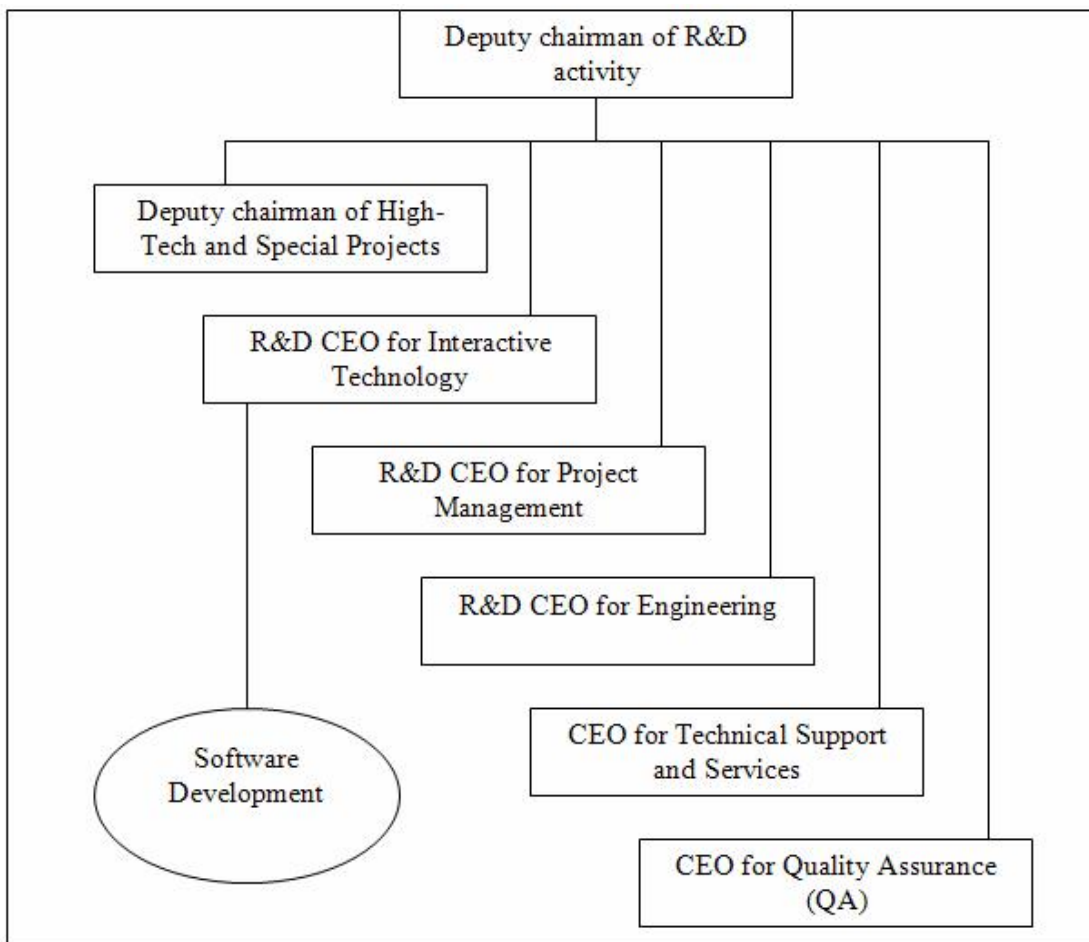 Deputy chairman of R&D
activity
Deputy chairman of High-
Tech and Special Projects
R&D CEO for Interactive
Technology
R&D CEO for Project
Management
R&D CEO for Engineering
Software
Development
CEO for Technical Support
and Services
CEO for Quality Assurance
(QA)